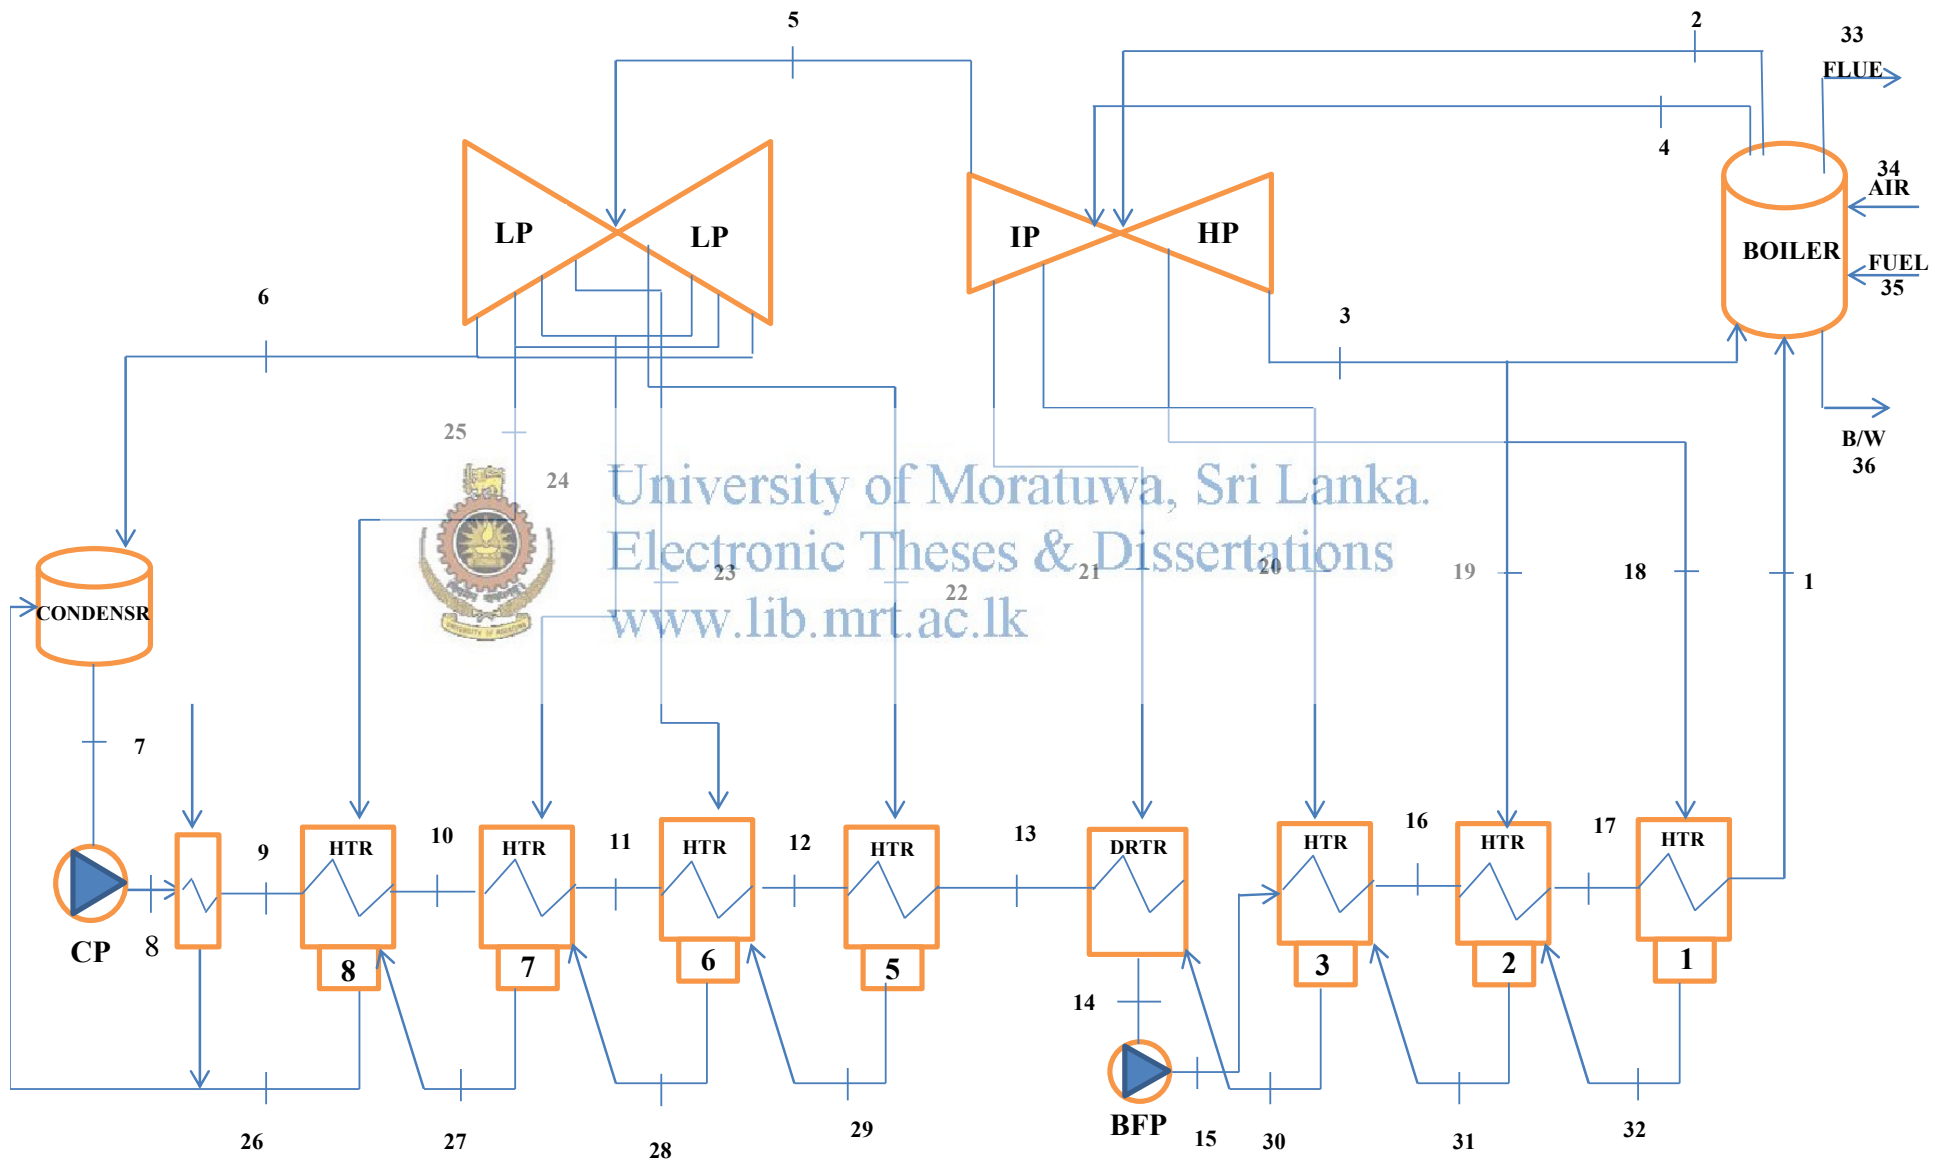 5
2
33
FLUE
4
34
AIR
LP
LP
IP
HP
BOILER
FUEL
35
6
3
B/W
36
25
24
University of Moratuwa, Sri Lanka.
Electronic Theses & Dissertations
www.lib.mrt.ac.lk
23
22
21
20
19
18
1
CONDENSR
7
9
10
11
12
13
16
17
HTR
HTR
HTR
HTR
DRTR
HTR
HTR
HTR
CP
8
8
7
6
5
3
2
1
14
BFP
15
26
27
28
29
30
31
32